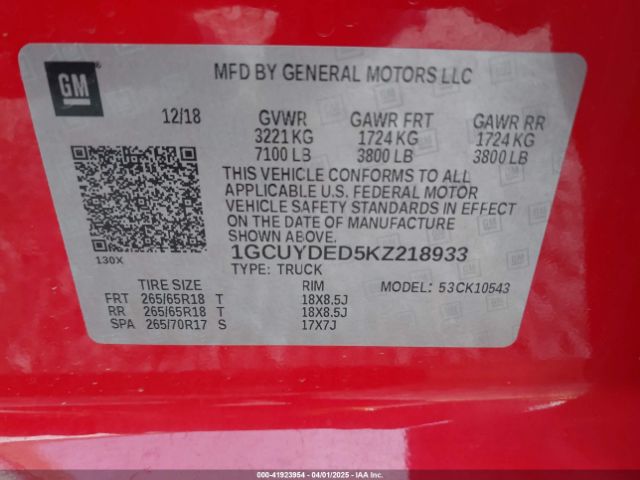 GM
MFD BY GENERAL MOTORS LLC
12/18 GVWR GAWR FRT GAWR RR
3221 KG 1724 KG 1724 KG
7100 LB 3800 LB 3800 LB
THIS VEHICLE CONFORMS TO ALL
APPLICABLE U.S. FEDERAL MOTOR
VEHICLE SAFETY STANDARDS IN EFFECT
ON THE DATE OF MANUFACTURE
SHOWN ABOVE.
1GCUYDED5KZ218933
130X
TYPE: TRUCK
TIRE SIZE RIM MODEL: 53CK10543
FRT 265/65R18 T 18X8.5J
RR 265/65R18 T 18X8.5J
SPA 265/70R17 S 17X7J
000-41923954 | 04/01/2025 | IAA Inc.